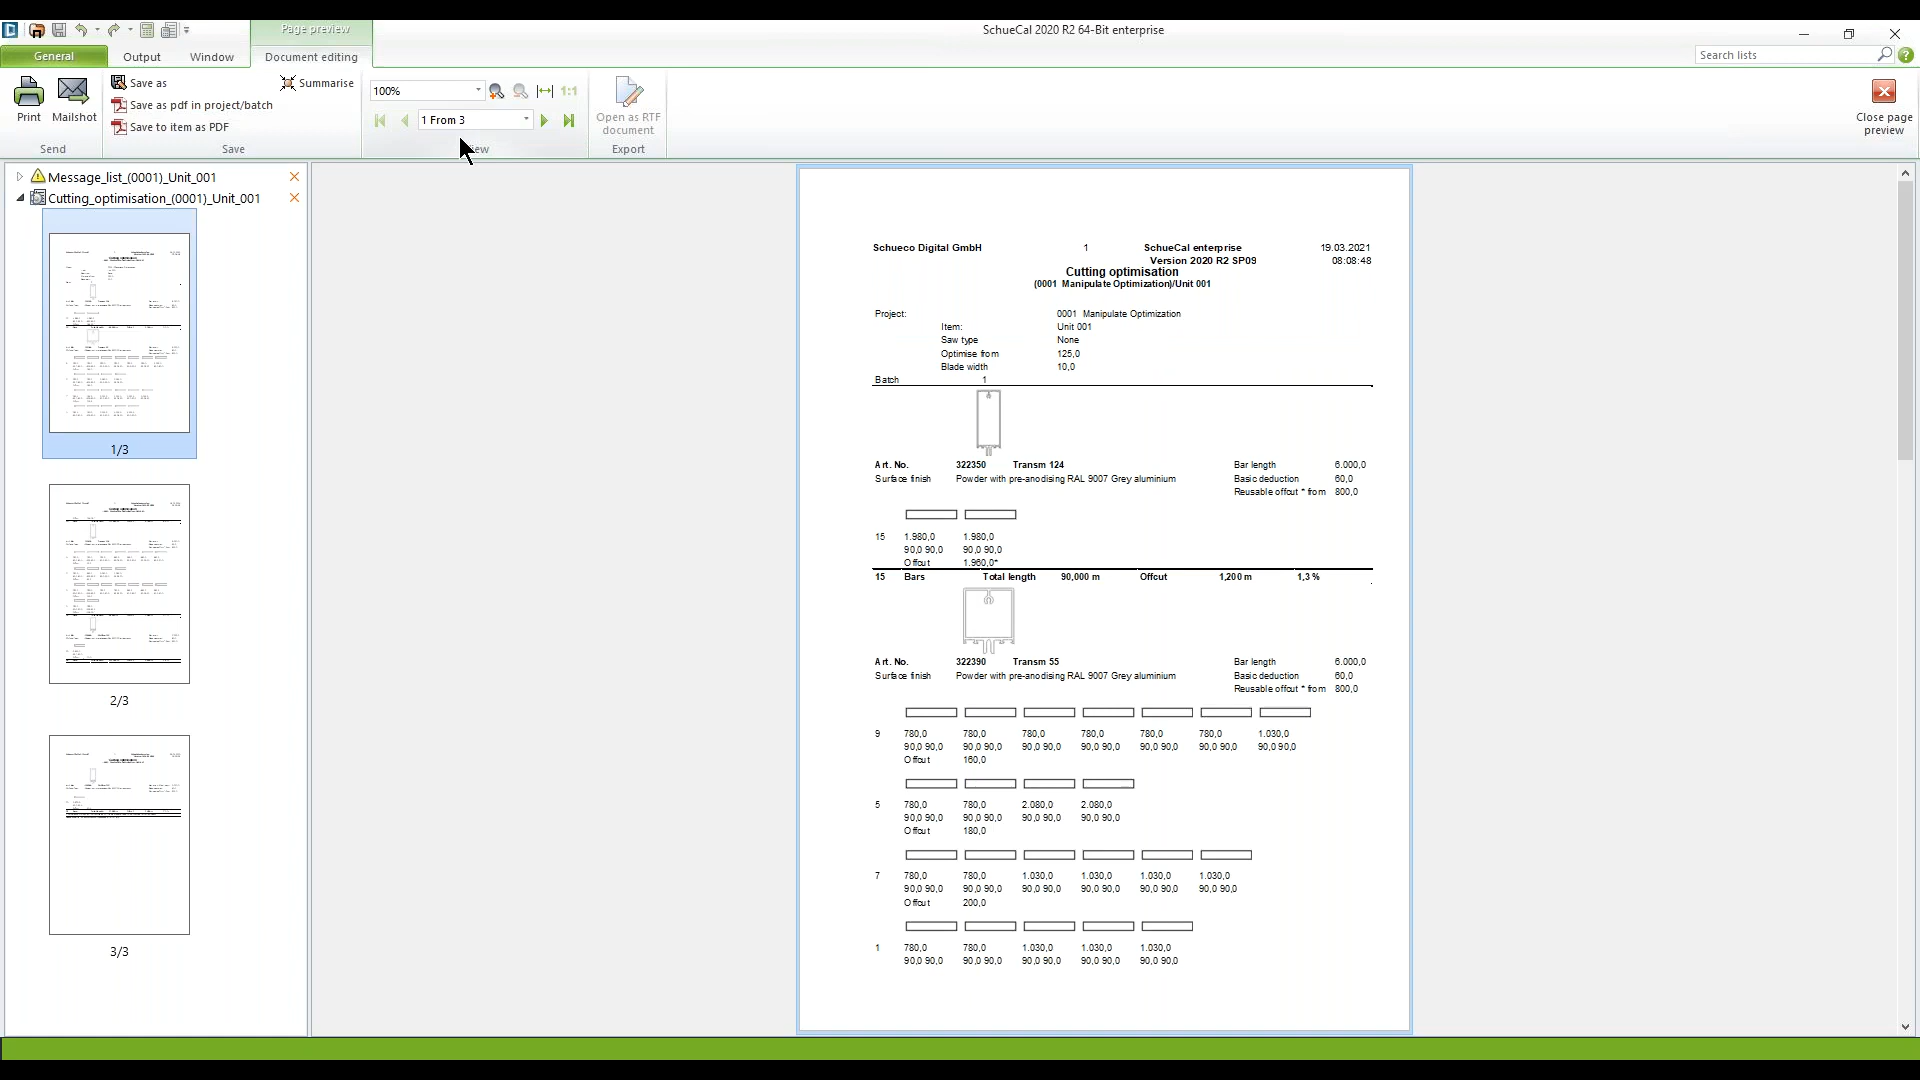 Page preview
SchueCal 2020 R2 64-Bit enterprise
General Output Window Document editing
Search lists
Print
Mailshot
Send
Save as
Save as pdf in project/batch
Save to item as PDF
Summarise
Save
100%
1:1
1 From 3
Open as RTF
document
Export
Close page
preview
Message_list_(0001)_Unit_001
Cutting_optimisation_(0001)_Unit_001
1/3
2/3
3/3
Schueco Digital GmbH 1 SchueCal enterprise 19.03.2021
Version 2020 R2 SP09 08:08:48
Cutting optimisation
(0001 Manipulate Optimization)/Unit 001
Project: 0001 Manipulate Optimization
Item: Unit 001
Saw type None
Optimise from 125,0
Blade width 10,0
Batch 1
Art. No. 322350 Transm 124 Bar length 6.000,0
Surface finish Powder with pre-anodising RAL 9007 Grey aluminium Basic deduction 60,0
Reusable offcut * from 800,0
15 1.980,0 1.980,0
90,0 90,0 90,0 90,0
Offcut 1.960,0*
15 Bars Total length 90,000 m Offcut 1,200 m 1,3 %
Art. No. 322390 Transm 55 Bar length 6.000,0
Surface finish Powder with pre-anodising RAL 9007 Grey aluminium Basic deduction 60,0
Reusable offcut * from 800,0
9 780,0 780,0 780,0 780,0 780,0 780,0 1.030,0
90,0 90,0 90,0 90,0 90,0 90,0 90,0 90,0 90,0 90,0 90,0 90,0 90,0 90,0
Offcut 160,0
5 780,0 780,0 2.080,0 2.080,0
90,0 90,0 90,0 90,0 90,0 90,0 90,0 90,0
Offcut 180,0
7 780,0 780,0 1.030,0 1.030,0 1.030,0 1.030,0
90,0 90,0 90,0 90,0 90,0 90,0 90,0 90,0 90,0 90,0 90,0 90,0
Offcut 200,0
1 780,0 780,0 1.030,0 1.030,0 1.030,0
90,0 90,0 90,0 90,0 90,0 90,0 90,0 90,0 90,0 90,0